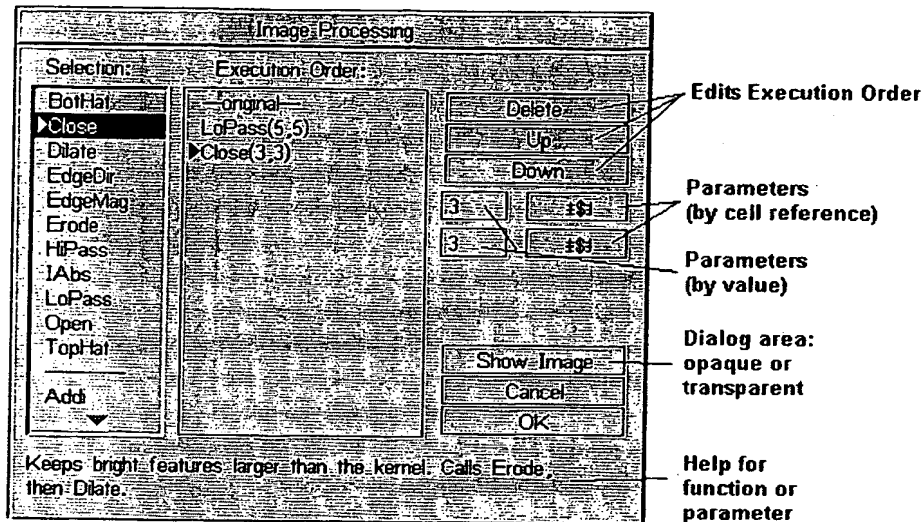 Image Processing
Selection:
Execution Order:
BotHat
Close
Dilate
EdgeDir
EdgeMag
Erode
HiPass
IAbs
LoPass
Open
TopHat
Addi
original
LoPass(5,5)
Close(3,3)
Delete
Up
Down
3
±$⅃
3
±$⅃
Show Image
Cancel
OK
Keeps bright features larger than the kernel. Calls Erode,
then Dilate.
Edits Execution Order
Parameters
(by cell reference)
Parameters
(by value)
Dialog area:
opaque or
transparent
Help for
function or
parameter